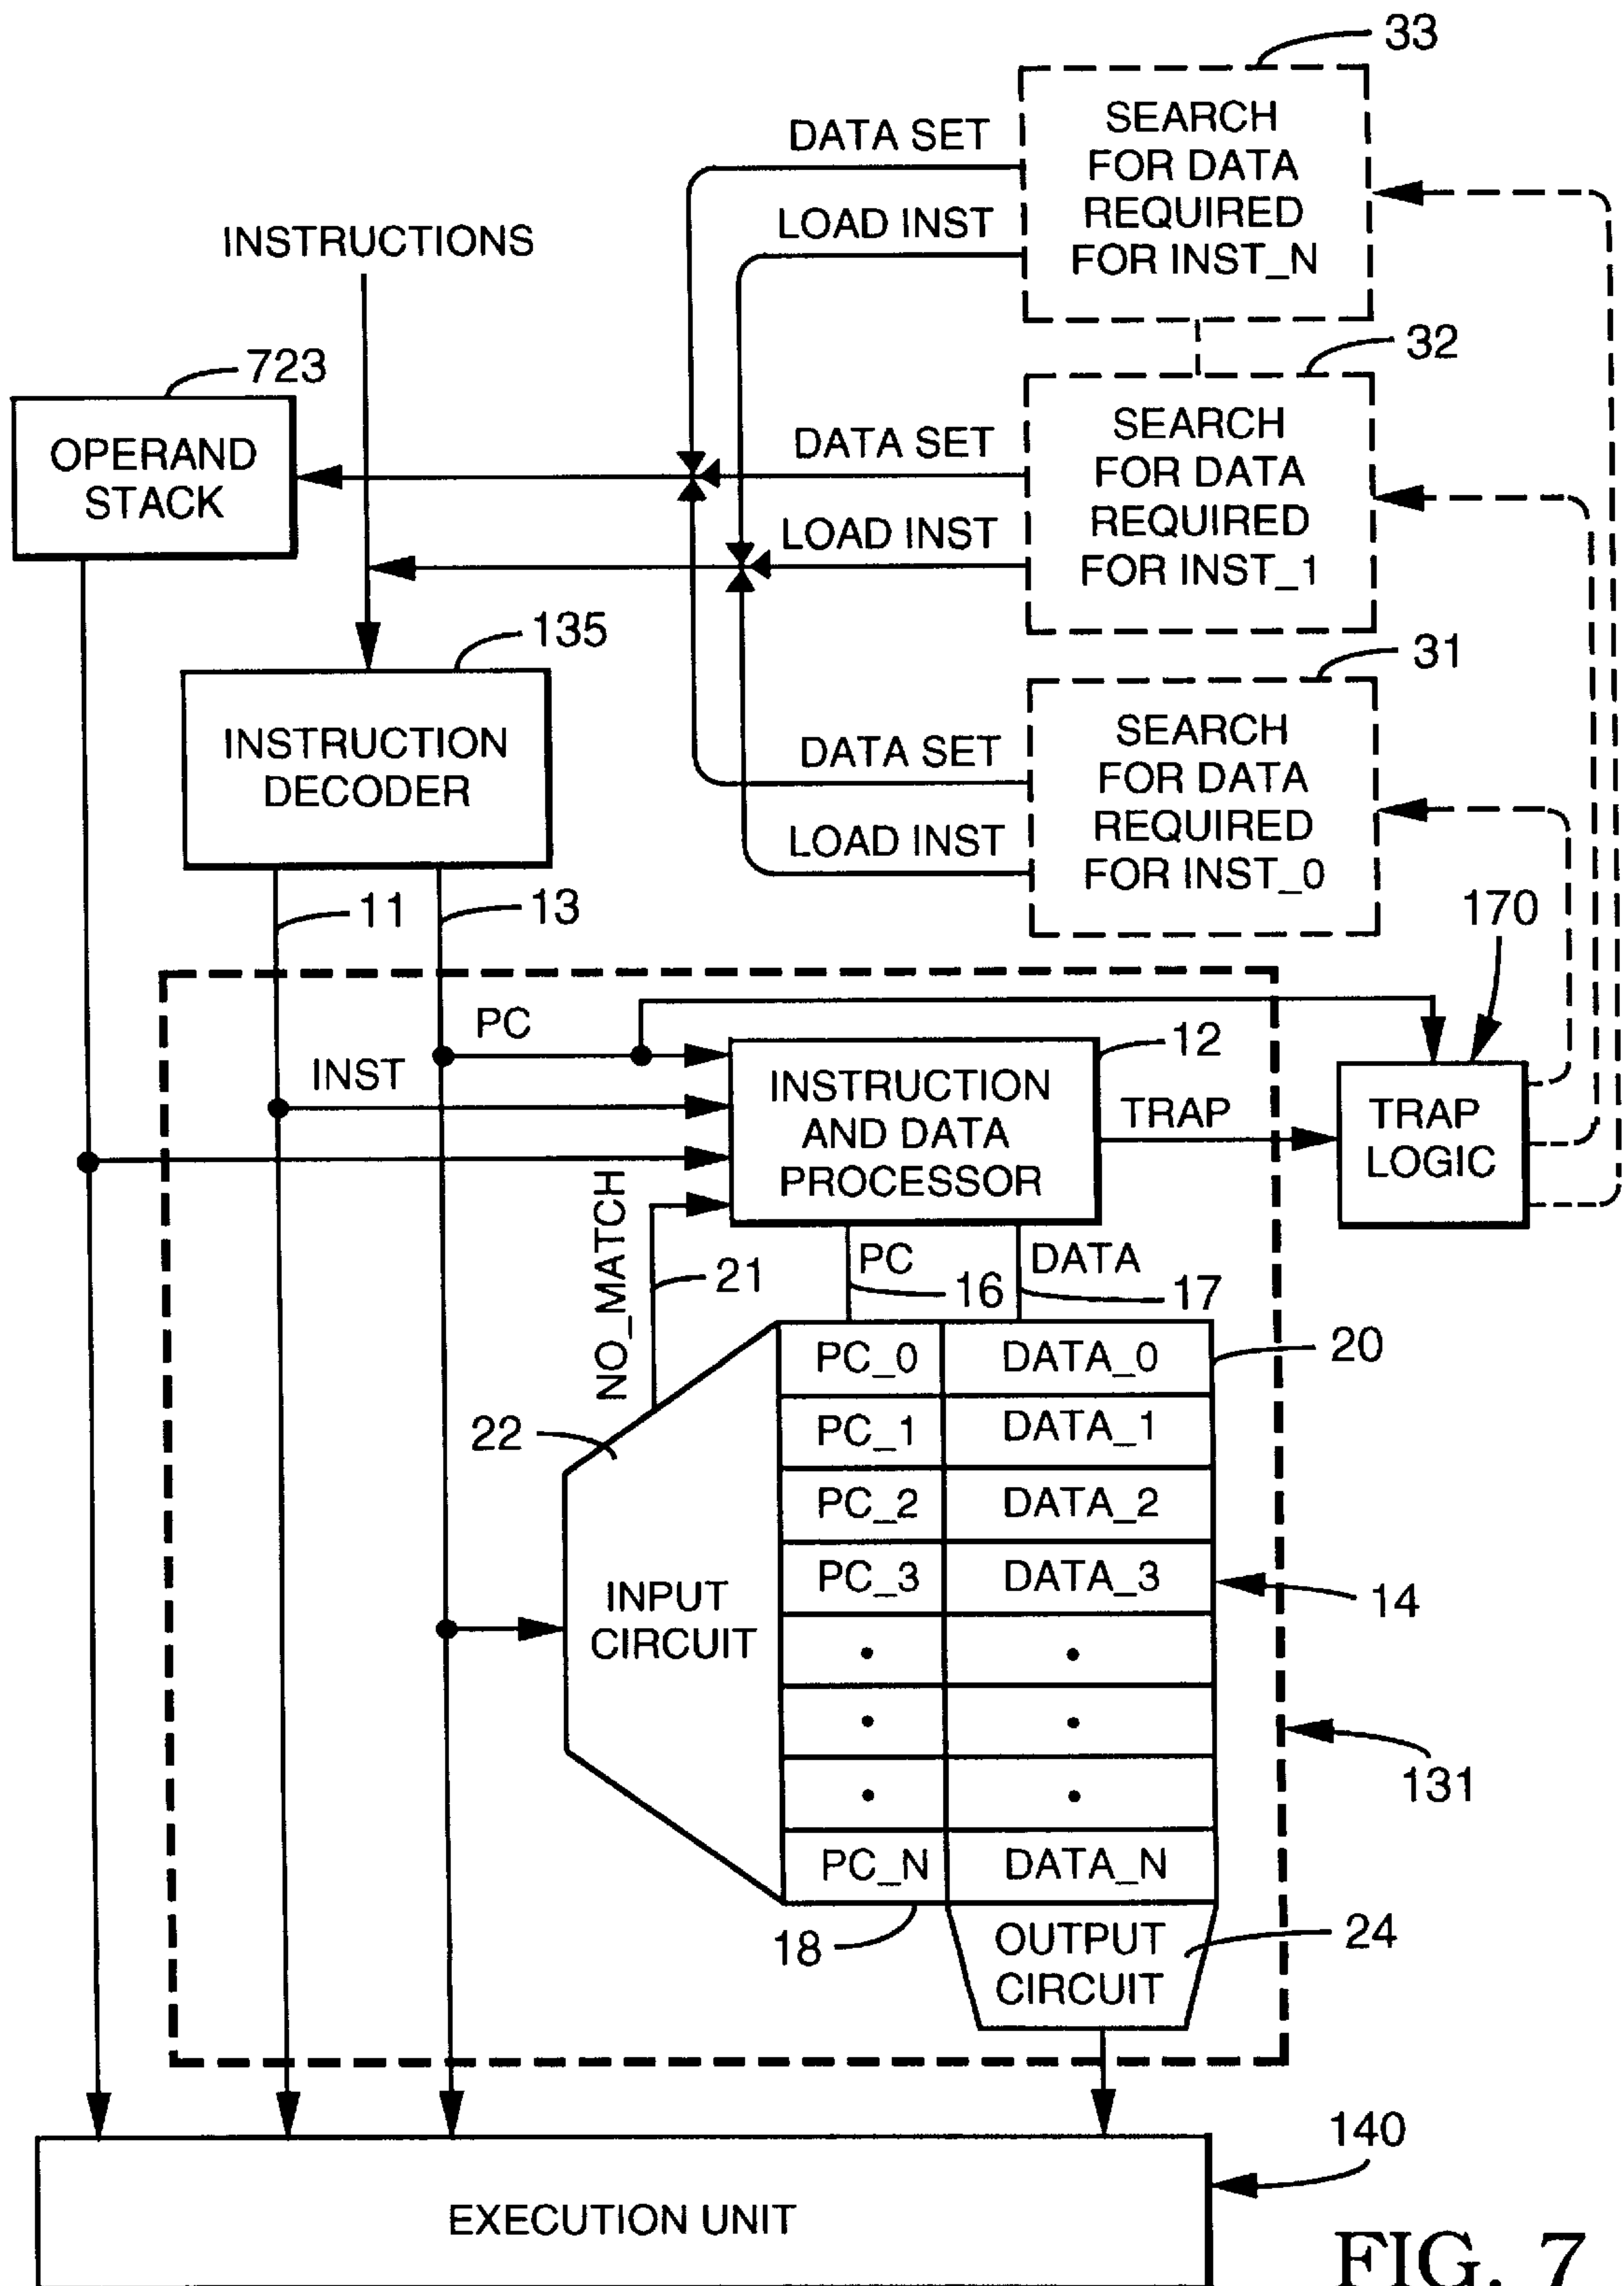 33
DATA SET
SEARCH
FOR DATA
REQUIRED
FOR INST_N
LOAD INST
INSTRUCTIONS
32
723
OPERAND
STACK
DATA SET
SEARCH
FOR DATA
REQUIRED
FOR INST_1
LOAD INST
135
31
INSTRUCTION
DECODER
DATA SET
SEARCH
FOR DATA
REQUIRED
FOR INST_0
LOAD INST
11
13
170
PC
12
INST
INSTRUCTION
AND DATA
PROCESSOR
TRAP
TRAP
LOGIC
NO_MATCH
21
PC
16
DATA
17
20
PC_0
DATA_0
22
PC_1
DATA_1
PC_2
DATA_2
PC_3
DATA_3
14
INPUT
CIRCUIT
131
PC_N
DATA_N
18
OUTPUT
CIRCUIT
24
140
EXECUTION UNIT
FIG. 7